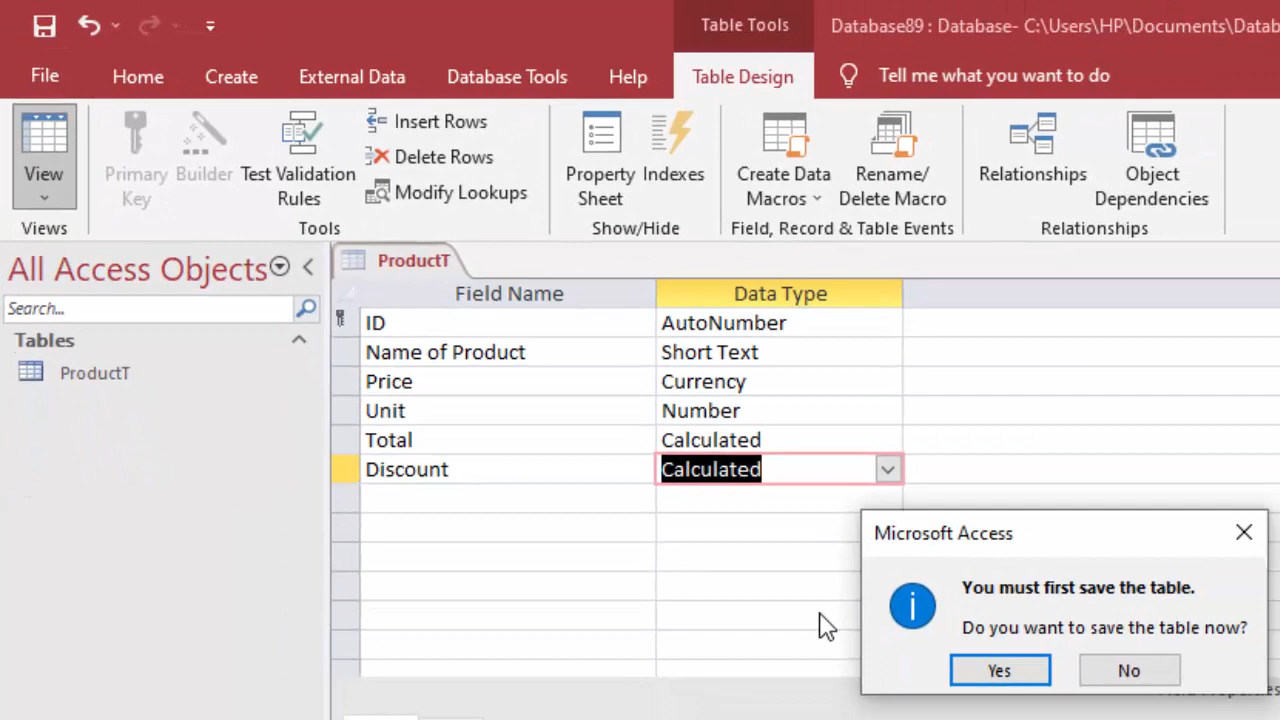 Table Tools
Database89 : Database- C:\Users\HP\Documents\Datab
File
Home
Create
External Data
Database Tools
Help
Table Design
Tell me what you want to do
View
Primary
Key
Builder
Test Validation
Rules
Insert Rows
Delete Rows
Modify Lookups
Property
Sheet
Indexes
Create Data
Macros
Rename/
Delete Macro
Relationships
Object
Dependencies
Views
Tools
Show/Hide
Field, Record & Table Events
Relationships
All Access Objects
Search...
Tables
ProductT
ProductT
Field Name
Data Type
ID
AutoNumber
Name of Product
Short Text
Price
Currency
Unit
Number
Total
Calculated
Discount
Calculated
Microsoft Access
You must first save the table.
Do you want to save the table now?
Yes
No